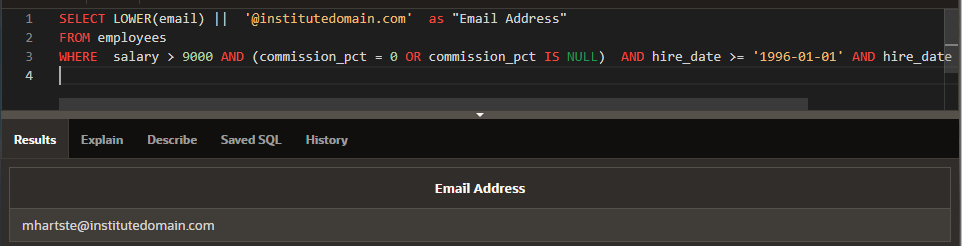 1 SELECT LOWER(email) || '@institutedomain.com' as "Email Address"
2 FROM employees
3 WHERE salary > 9000 AND (commission_pct = 0 OR commission_pct IS NULL) AND hire_date >= '1996-01-01' AND hire_date
4
Results Explain Describe Saved SQL History
Email Address
mhartste@institutedomain.com